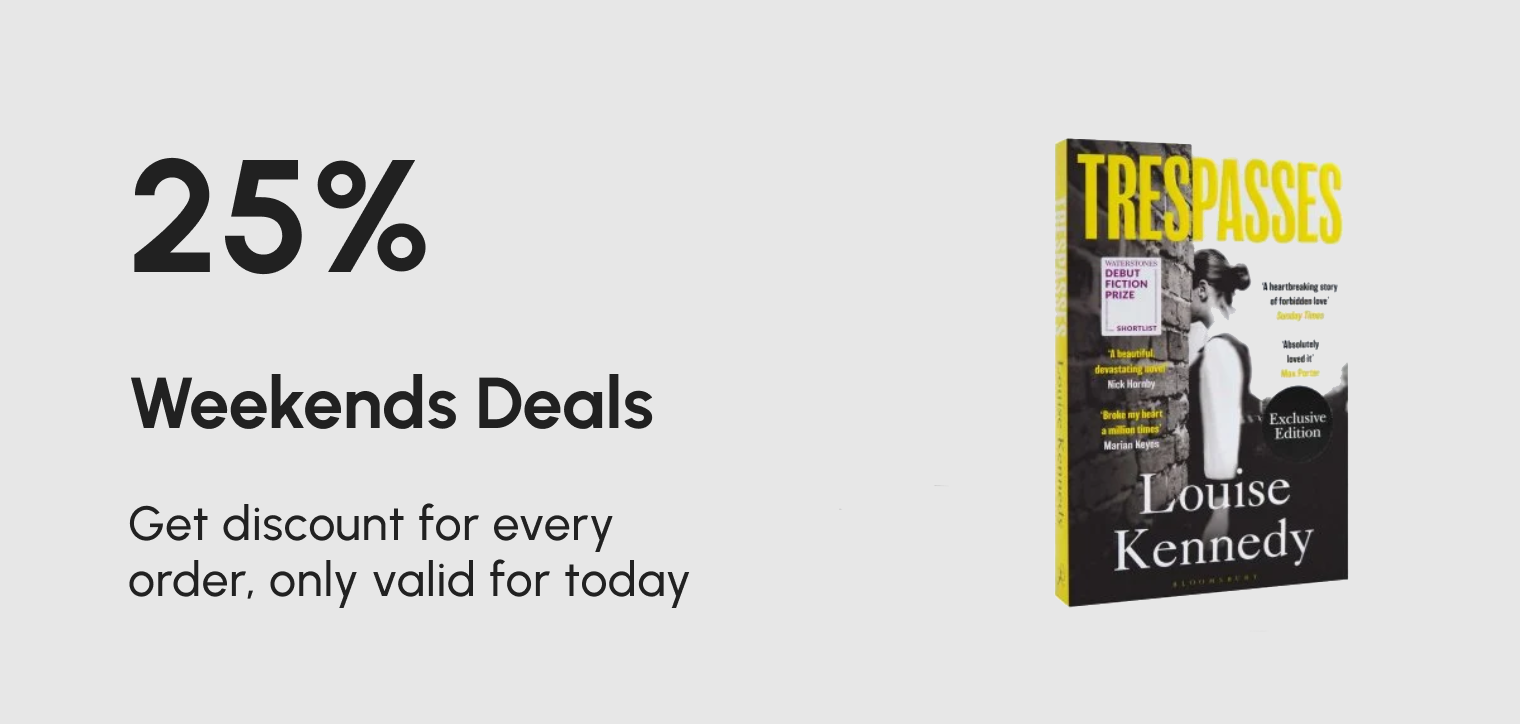 25%
Weekends Deals
Get discount for every
order, only valid for today
TRESPASSES
WATERSTONES
DEBUT
FICTION
PRIZE
SHORTLIST
'A beautiful,
devastating novel'
Nick Hornby
'Broke my heart
a million times'
Marian Keyes
'A heartbreaking story
of forbidden love'
Sunday Times
'Absolutely
loved it'
Max Porter
Exclusive
Edition
Louise
Kennedy
BLOOMSBURY
TRESPASSES
Louise Kennedy